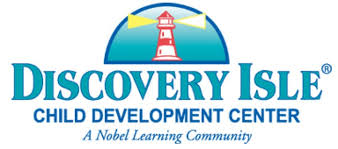 DISCOVERY ISLE®
CHILD DEVELOPMENT CENTER
A Nobel Learning Community